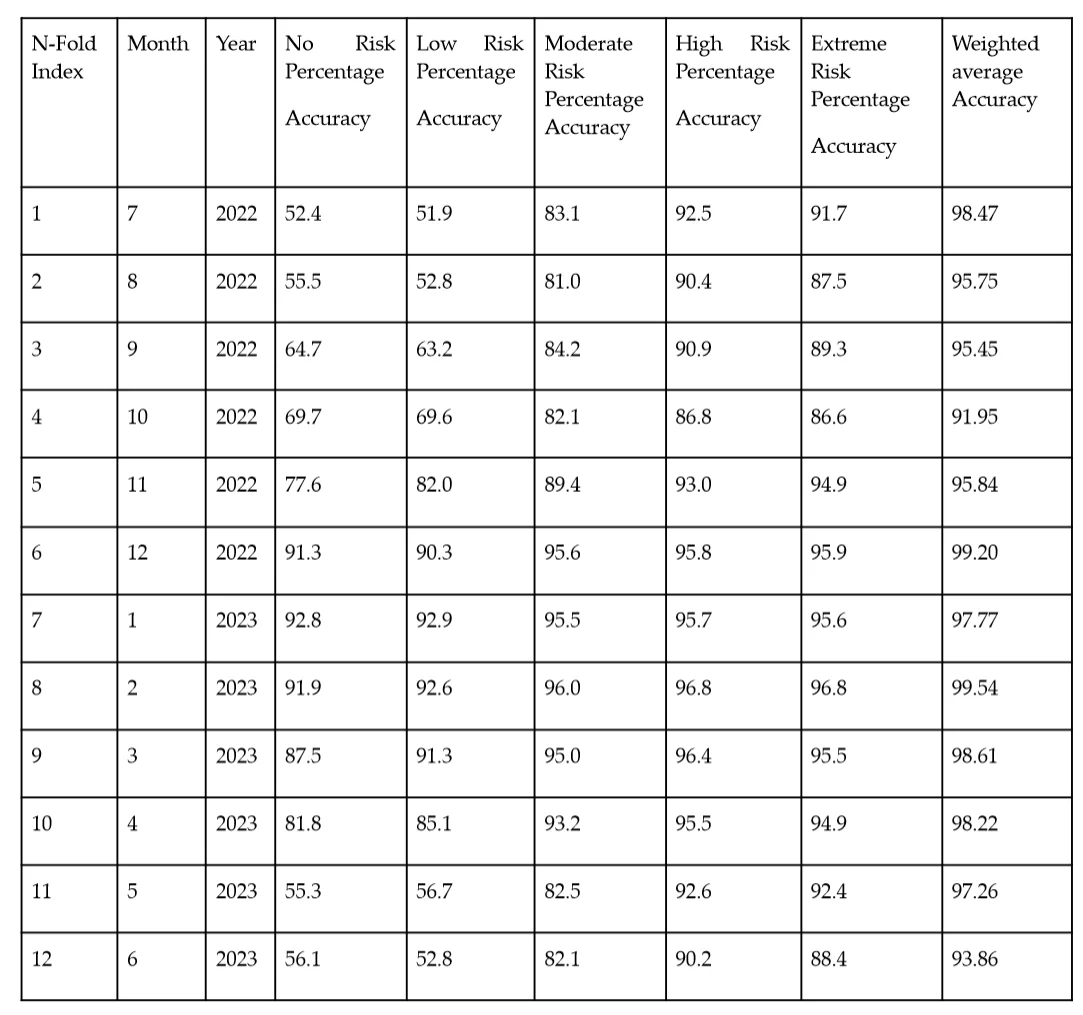 N-Fold Index | Month | Year | No Risk Percentage Accuracy | Low Risk Percentage Accuracy | Moderate Risk Percentage Accuracy | High Risk Percentage Accuracy | Extreme Risk Percentage Accuracy | Weighted average Accuracy
1 | 7 | 2022 | 52.4 | 51.9 | 83.1 | 92.5 | 91.7 | 98.47
2 | 8 | 2022 | 55.5 | 52.8 | 81.0 | 90.4 | 87.5 | 95.75
3 | 9 | 2022 | 64.7 | 63.2 | 84.2 | 90.9 | 89.3 | 95.45
4 | 10 | 2022 | 69.7 | 69.6 | 82.1 | 86.8 | 86.6 | 91.95
5 | 11 | 2022 | 77.6 | 82.0 | 89.4 | 93.0 | 94.9 | 95.84
6 | 12 | 2022 | 91.3 | 90.3 | 95.6 | 95.8 | 95.9 | 99.20
7 | 1 | 2023 | 92.8 | 92.9 | 95.5 | 95.7 | 95.6 | 97.77
8 | 2 | 2023 | 91.9 | 92.6 | 96.0 | 96.8 | 96.8 | 99.54
9 | 3 | 2023 | 87.5 | 91.3 | 95.0 | 96.4 | 95.5 | 98.61
10 | 4 | 2023 | 81.8 | 85.1 | 93.2 | 95.5 | 94.9 | 98.22
11 | 5 | 2023 | 55.3 | 56.7 | 82.5 | 92.6 | 92.4 | 97.26
12 | 6 | 2023 | 56.1 | 52.8 | 82.1 | 90.2 | 88.4 | 93.86